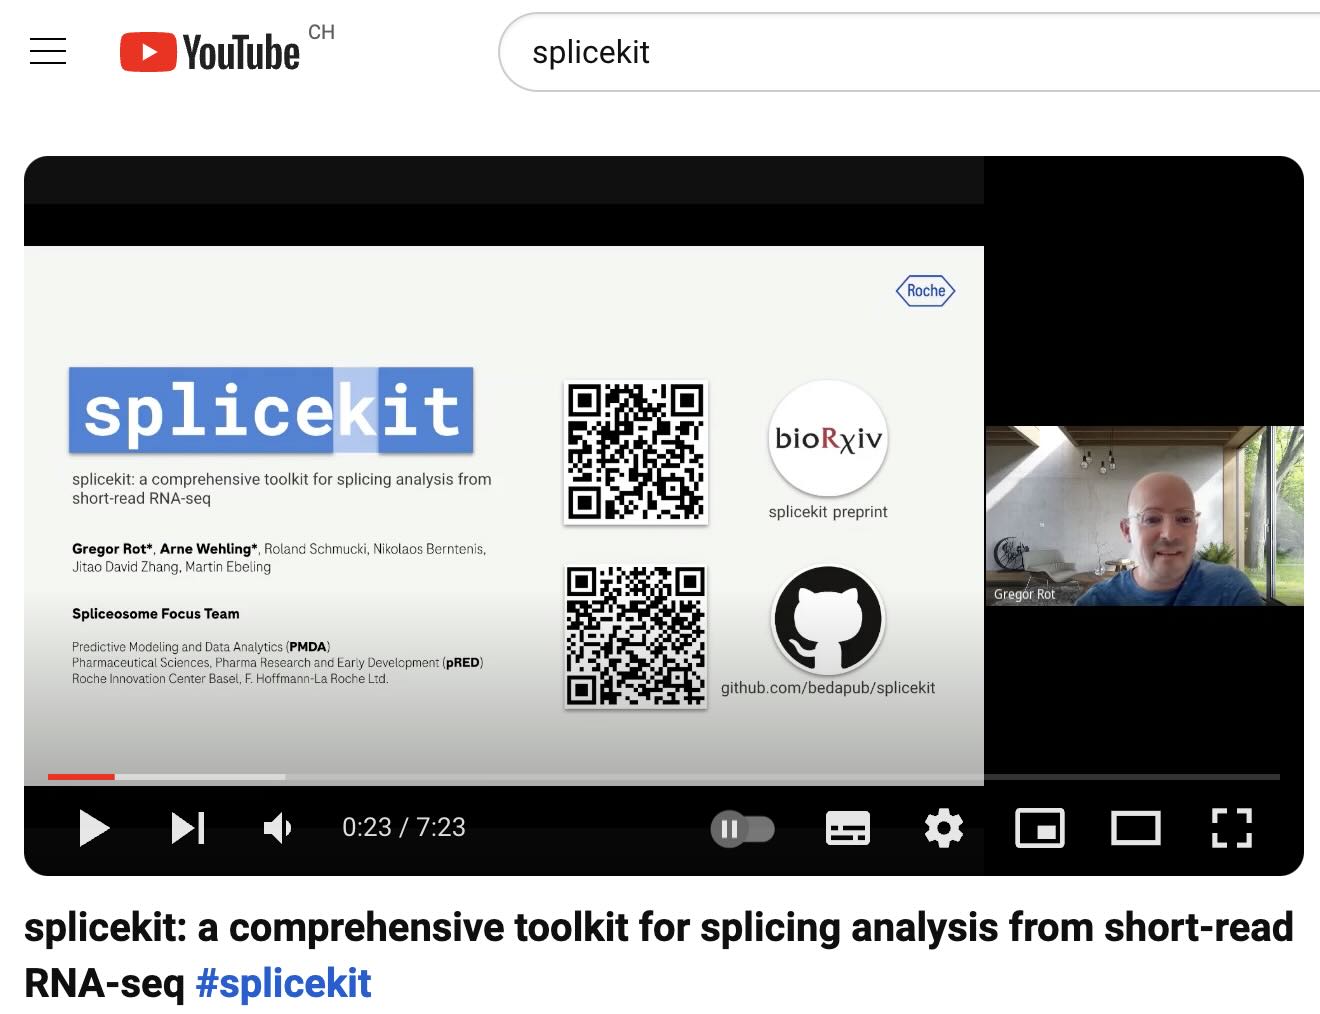 YouTube CH
splicekit
Roche
splicekit
splicekit: a comprehensive toolkit for splicing analysis from
short-read RNA-seq
Gregor Rot*, Arne Wehling*, Roland Schmucki, Nikolaos Berntenis,
Jitao David Zhang, Martin Ebeling
Spliceosome Focus Team
Predictive Modeling and Data Analytics (PMDA)
Pharmaceutical Sciences, Pharma Research and Early Development (pRED)
Roche Innovation Center Basel, F. Hoffmann-La Roche Ltd.
bioRxiv
splicekit preprint
github.com/bedapub/splicekit
Gregor Rot
0:23 / 7:23
splicekit: a comprehensive toolkit for splicing analysis from short-read
RNA-seq #splicekit